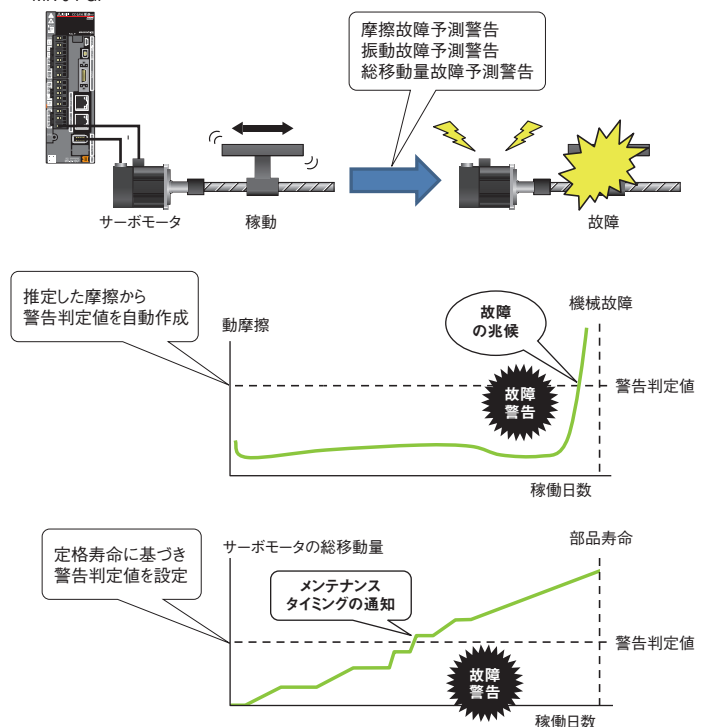 摩擦故障予測警告
振動故障予測警告
総移動量故障予測警告
サーボモータ
稼動
故障
推定した摩擦から
警告判定値を自動作成
動摩擦
故障
の兆候
機械故障
警告判定値
故障
警告
稼働日数
定格寿命に基づき
警告判定値を設定
サーボモータの総移動量
部品寿命
メンテナンス
タイミングの通知
警告判定値
故障
警告
稼働日数